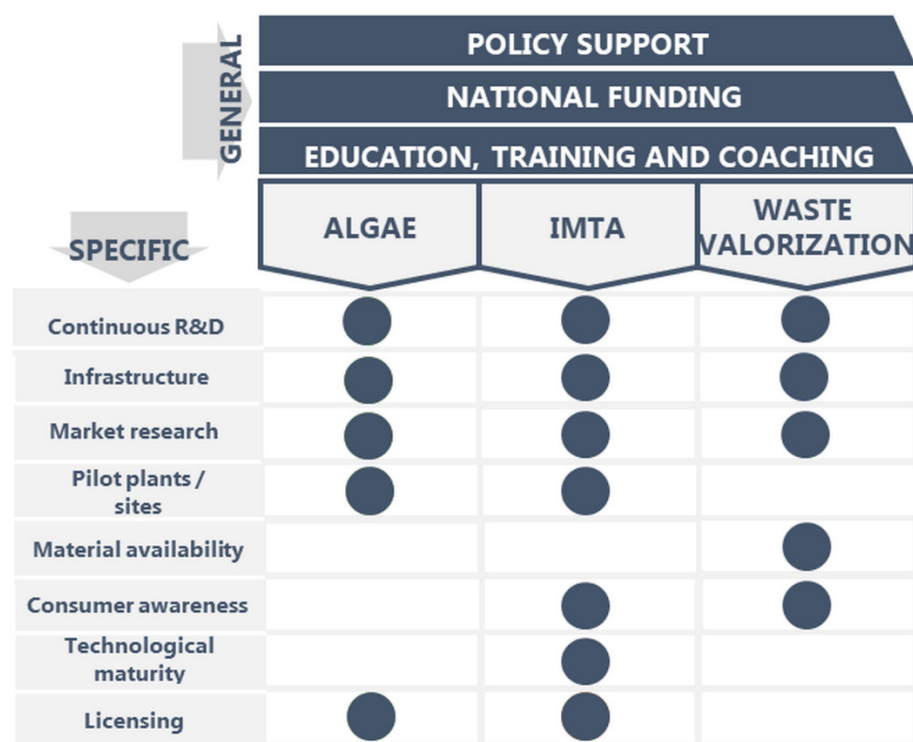 GENERAL
POLICY SUPPORT
NATIONAL FUNDING
EDUCATION, TRAINING AND COACHING
SPECIFIC
ALGAE
IMTA
WASTE
VALORIZATION
Continuous R&D
Infrastructure
Market research
Pilot plants /
sites
Material availability
Consumer awareness
Technological
maturity
Licensing